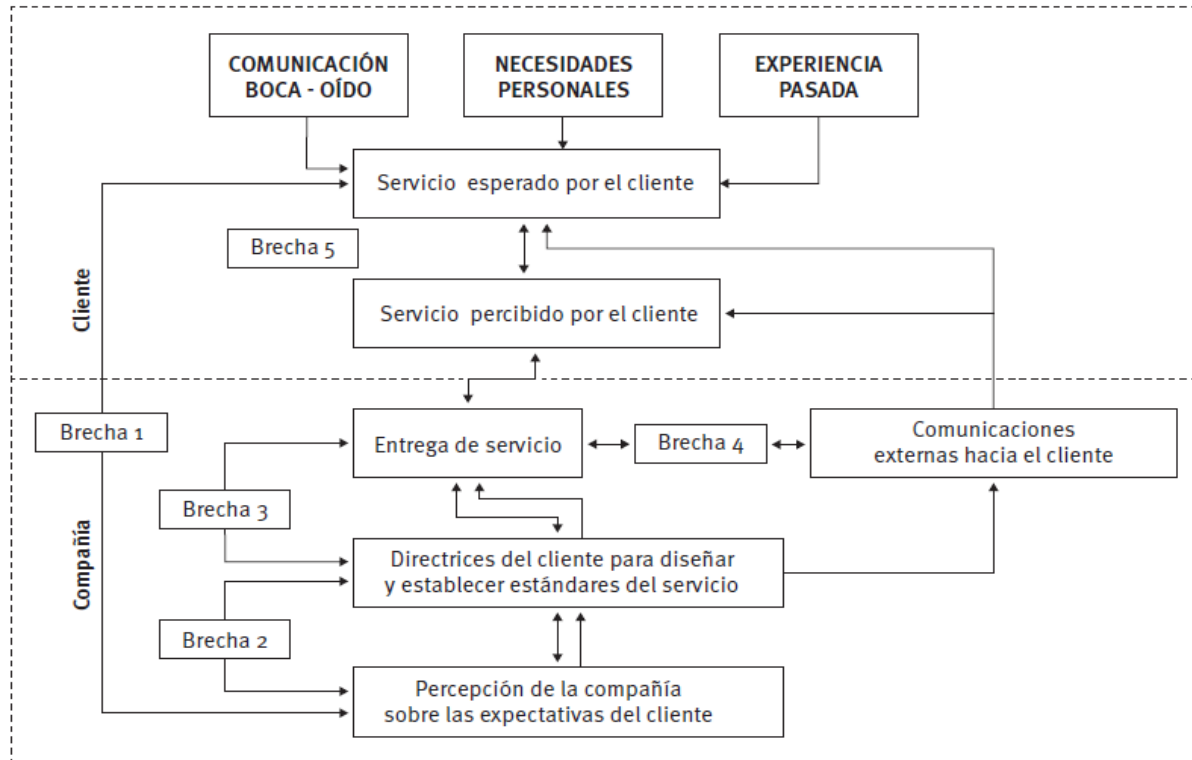 COMUNICACIÓN
BOCA - OÍDO
NECESIDADES
PERSONALES
EXPERIENCIA
PASADA
Servicio esperado por el cliente
Brecha 5
Servicio percibido por el cliente
Cliente
Brecha 1
Entrega de servicio
Brecha 4
Comunicaciones
externas hacia el cliente
Brecha 3
Compañía
Directrices del cliente para diseñar
y establecer estándares del servicio
Brecha 2
Percepción de la compañía
sobre las expectativas del cliente